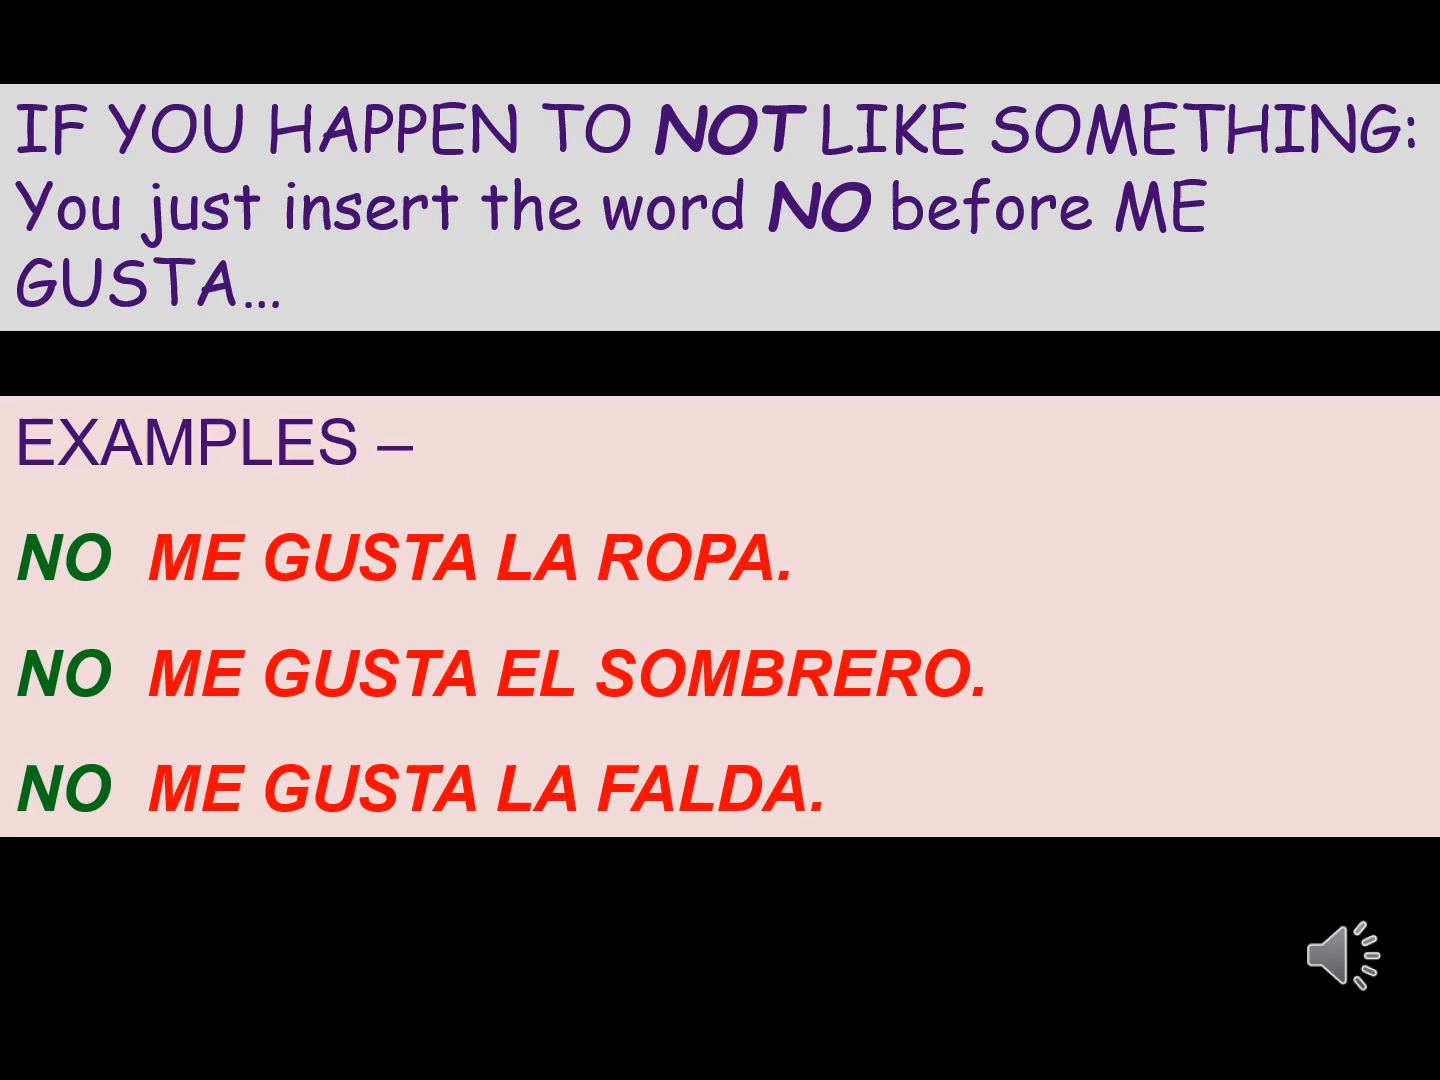 IF YOU HAPPEN TO NOT LIKE SOMETHING:
You just insert the word NO before ME
GUSTA…
EXAMPLES –
NO ME GUSTA LA ROPA.
NO ME GUSTA EL SOMBRERO.
NO ME GUSTA LA FALDA.